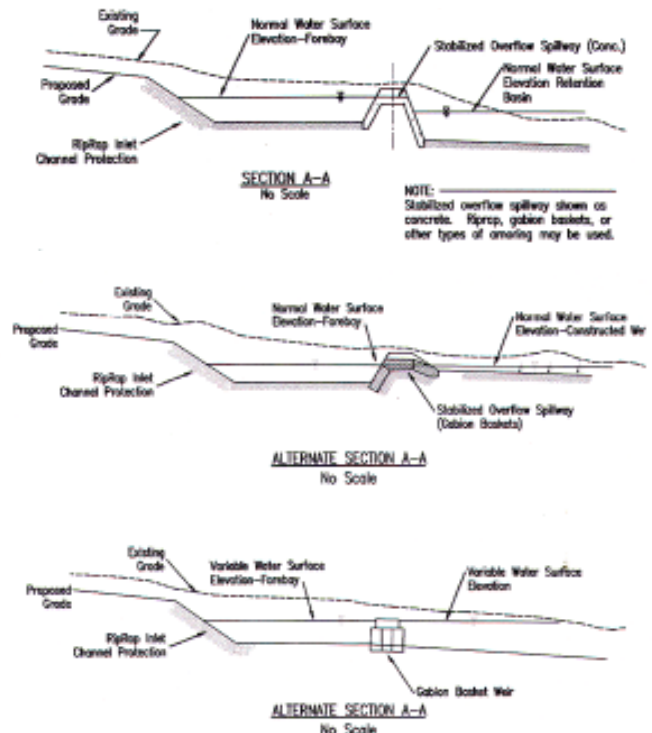 Existing
Grade
Normal Water Surface
Elevation-Forebay
Stabilized Overflow Spillway (Conc.)
Normal Water Surface
Elevation Retention
Basin
Proposed
Grade
RipRap Inlet
Channel Protection
SECTION A-A
No Scale
NOTE:
Stabilized overflow spillway shown as
concrete. Riprap, gabion baskets, or
other types of amoring may be used.
Existing
Grade
Normal Water Surface
Elevation-Forebay
Normal Water Surface
Elevation-Constructed Wer
Proposed
Grade
RipRap Inlet
Channel Protection
Stabilized Overflow Spillway
(Gabion Baskets)
ALTERNATE SECTION A-A
No Scale
Existing
Grade
Variable Water Surface
Elevation-Forebay
Variable Water Surface
Elevation
Proposed
Grade
RipRap Inlet
Channel Protection
Gabion Basket Weir
ALTERNATE SECTION A-A
No Scale